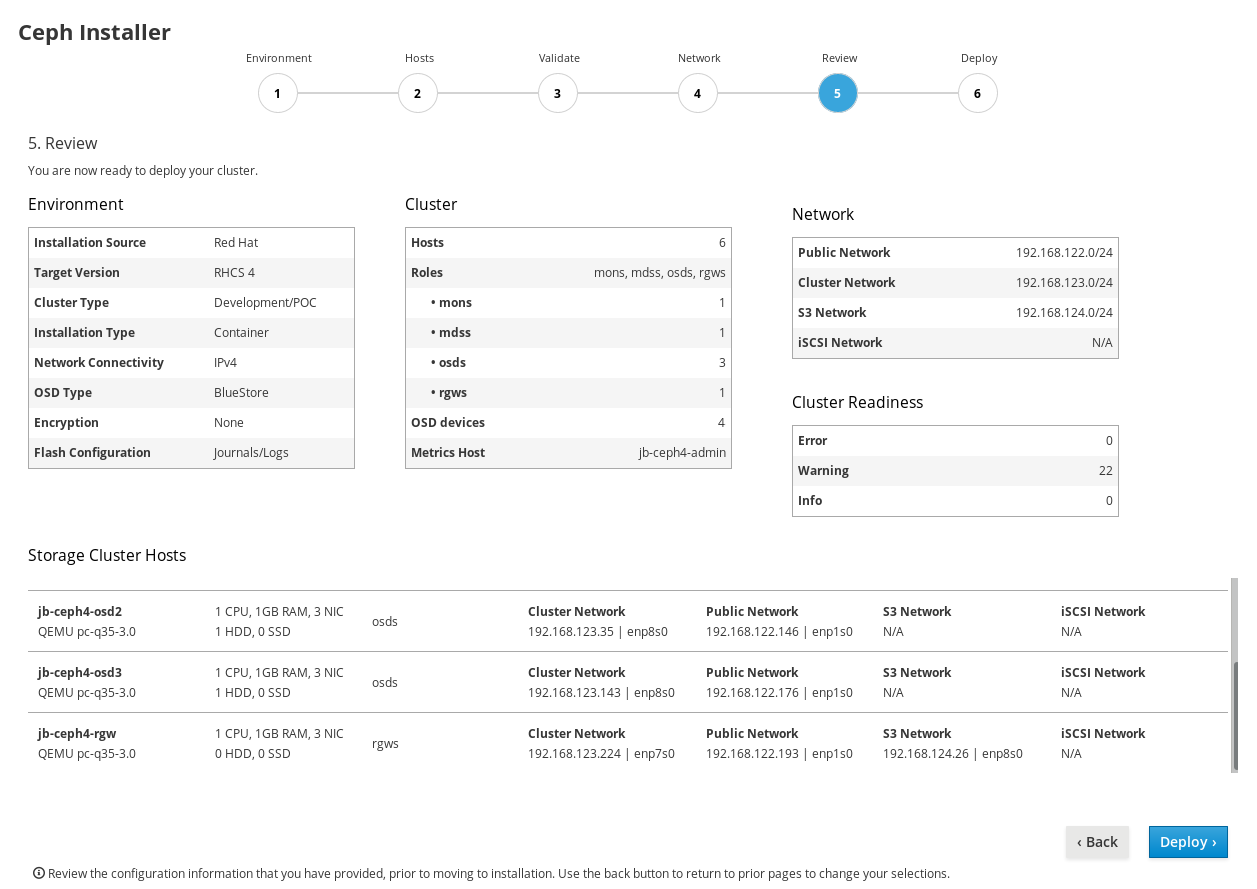 Ceph Installer
Environment Hosts Validate Network Review Deploy
1 2 3 4 5 6
5. Review
You are now ready to deploy your cluster.
Environment
Installation Source Red Hat
Target Version RHCS 4
Cluster Type Development/POC
Installation Type Container
Network Connectivity IPv4
OSD Type BlueStore
Encryption None
Flash Configuration Journals/Logs
Cluster
Hosts 6
Roles mons, mdss, osds, rgws
• mons 1
• mdss 1
• osds 3
• rgws 1
OSD devices 4
Metrics Host jb-ceph4-admin
Network
Public Network 192.168.122.0/24
Cluster Network 192.168.123.0/24
S3 Network 192.168.124.0/24
iSCSI Network N/A
Cluster Readiness
Error 0
Warning 22
Info 0
Storage Cluster Hosts
jb-ceph4-osd2 1 CPU, 1GB RAM, 3 NIC osds Cluster Network Public Network S3 Network iSCSI Network
QEMU pc-q35-3.0 1 HDD, 0 SSD 192.168.123.35 | enp8s0 192.168.122.146 | enp1s0 N/A N/A
jb-ceph4-osd3 1 CPU, 1GB RAM, 3 NIC osds Cluster Network Public Network S3 Network iSCSI Network
QEMU pc-q35-3.0 1 HDD, 0 SSD 192.168.123.143 | enp8s0 192.168.122.176 | enp1s0 N/A N/A
jb-ceph4-rgw 1 CPU, 1GB RAM, 3 NIC rgws Cluster Network Public Network S3 Network iSCSI Network
QEMU pc-q35-3.0 0 HDD, 0 SSD 192.168.123.224 | enp7s0 192.168.122.193 | enp1s0 192.168.124.26 | enp8s0 N/A
‹ Back Deploy ›
Review the configuration information that you have provided, prior to moving to installation. Use the back button to return to prior pages to change your selections.